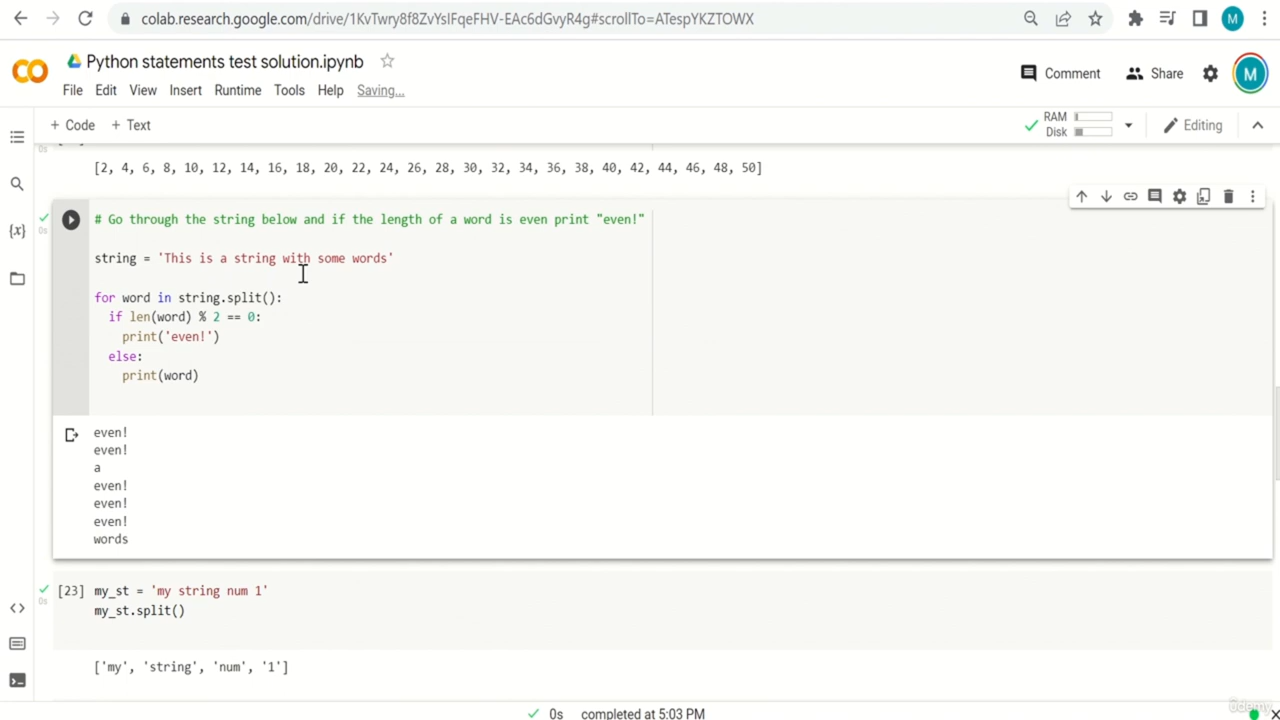 colab.research.google.com/drive/1KvTwry8f8ZvYsIFqeFHV-EAc6dGvyR4g#scrollTo=ATespYKZTOWX
M
CO
Python statements test solution.ipynb
File Edit View Insert Runtime Tools Help Saving...
Comment
Share
M
+ Code + Text
RAM
Disk
Editing
[2, 4, 6, 8, 10, 12, 14, 16, 18, 20, 22, 24, 26, 28, 30, 32, 34, 36, 38, 40, 42, 44, 46, 48, 50]
0s
# Go through the string below and if the length of a word is even print "even!"
string = 'This is a string with some words'
for word in string.split():
  if len(word) % 2 == 0:
    print('even!')
  else:
    print(word)
{x}
even!
even!
a
even!
even!
even!
words
0s
[23] my_st = 'my string num 1'
my_st.split()
['my', 'string', 'num', '1']
0s completed at 5:03 PM
ûdemy